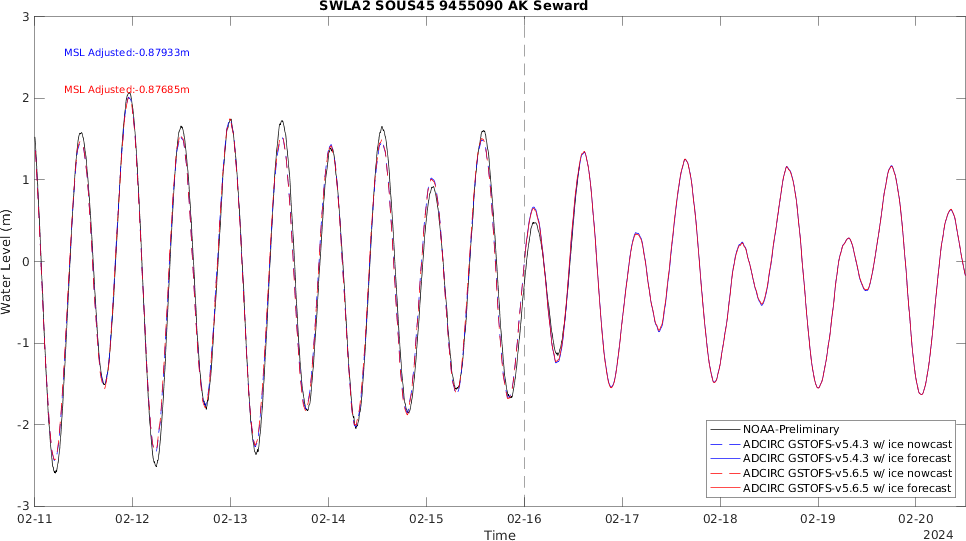 SWLA2 SOUS45 9455090 AK Seward
3
MSL Adjusted:-0.87933m
MSL Adjusted:-0.87685m
2
1
0
-1
-2
-3
Water Level (m)
NOAA-Preliminary
ADCIRC GSTOFS-v5.4.3 w/ ice nowcast
ADCIRC GSTOFS-v5.4.3 w/ ice forecast
ADCIRC GSTOFS-v5.6.5 w/ ice nowcast
ADCIRC GSTOFS-v5.6.5 w/ ice forecast
02-11 02-12 02-13 02-14 02-15 02-16 02-17 02-18 02-19 02-20
Time
2024